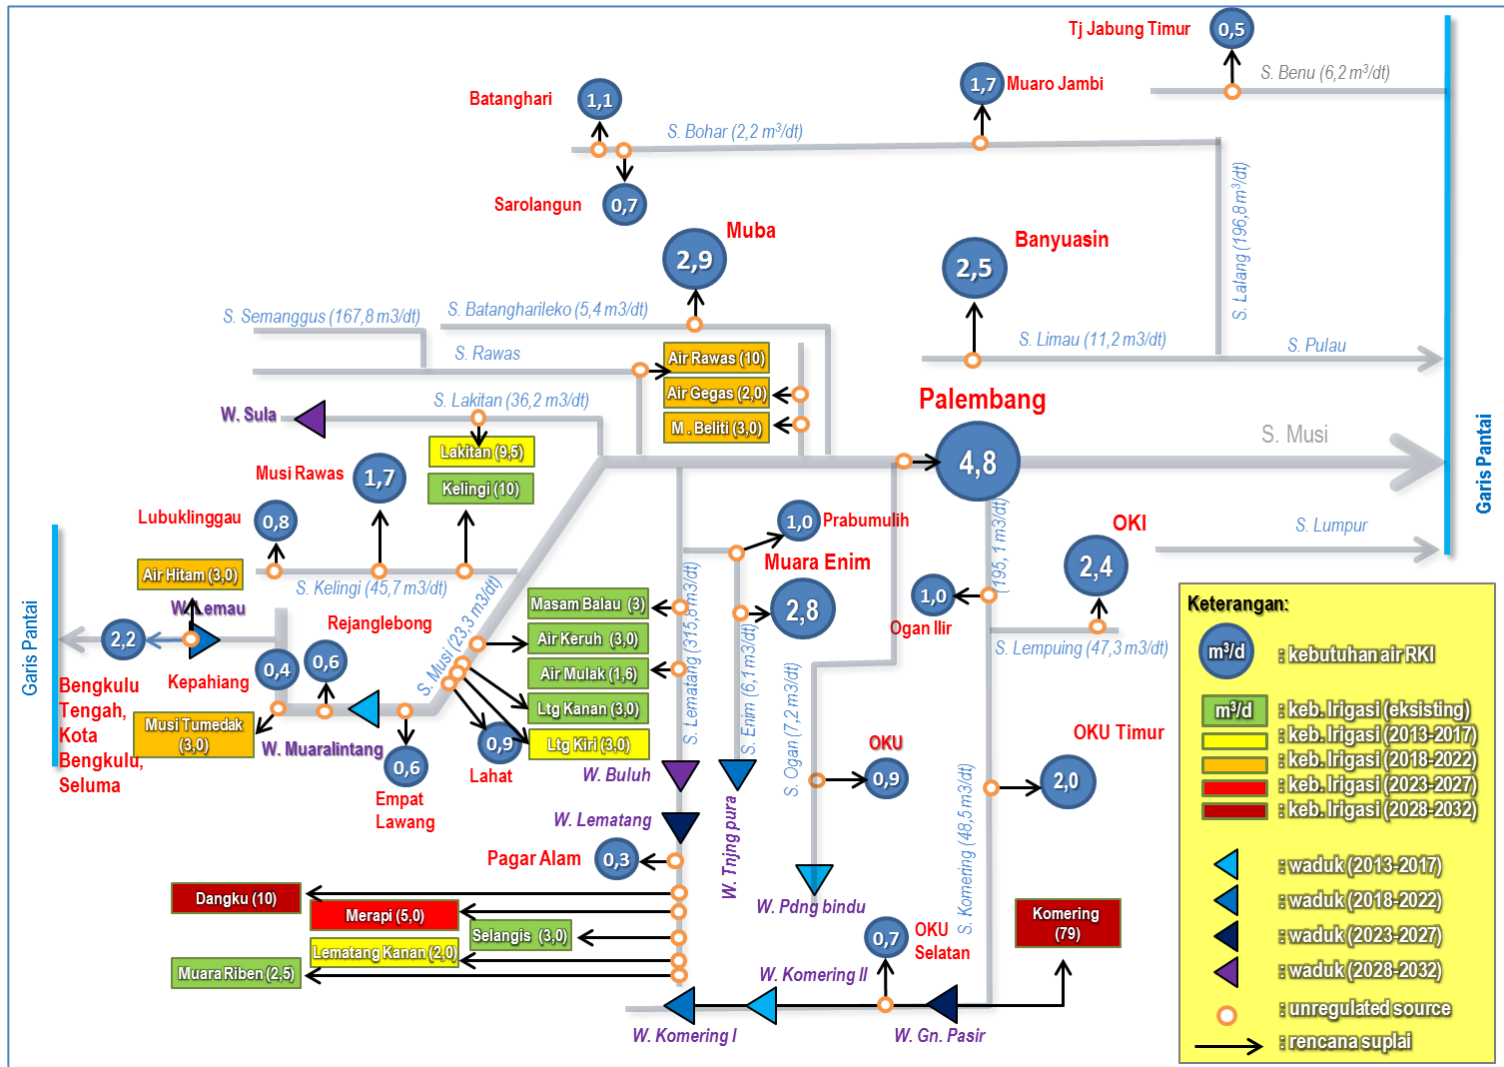 Tj Jabung Timur
0,5
S. Benu (6,2 m³/dt)
Batanghari
1,1
1,7
Muaro Jambi
S. Bohar (2,2 m³/dt)
Sarolangun
0,7
S. Lalang (196,8 m³/dt)
Muba
2,9
Banyuasin
2,5
S. Semanggus (167,8 m3/dt)
S. Batangharileko (5,4 m3/dt)
S. Limau (11,2 m3/dt)
S. Pulau
S. Rawas
Air Rawas (10)
Air Gegas (2,0)
M . Beliti (3,0)
W. Sula
S. Lakitan (36,2 m3/dt)
Palembang
4,8
S. Musi
Garis Pantai
Lakitan (9,5)
Kelingi (10)
Musi Rawas
1,7
Lubuklinggau
0,8
S. Kelingi (45,7 m3/dt)
Air Hitam (3,0)
W. Lemau
2,2
Garis Pantai
Bengkulu
Tengah,
Kota
Bengkulu,
Seluma
Kepahiang
0,4
Rejanglebong
0,6
Musi Tumedak
(3,0)
W. Muaralintang
0,6
Empat
Lawang
S. Musi (23,3 m3/dt)
0,9
Lahat
Masam Balau (3)
Air Keruh (3,0)
Air Mulak (1,6)
Ltg Kanan (3,0)
Ltg Kiri (3,0)
S. Lematang (315,8 m3/dt)
1,0
Prabumulih
Muara Enim
2,8
S. Enim (6,1 m3/dt)
W. Buluh
W. Lematang
W. Tnjng pura
Pagar Alam
0,3
Dangku (10)
Merapi (5,0)
Selangis (3,0)
Lematang Kanan (2,0)
Muara Riben (2,5)
S. Ogan (7,2 m3/dt)
OKU
0,9
W. Pdng bindu
(195,1 m3/dt)
1,0
Ogan Ilir
OKI
2,4
S. Lumpur
S. Lempuing (47,3 m3/dt)
S. Komering (48,5 m3/dt)
OKU Timur
2,0
0,7
OKU
Selatan
Komering
(79)
W. Komering II
W. Komering I
W. Gn. Pasir
Keterangan:
m³/d
: kebutuhan air RKI
m³/d
: keb. Irigasi (eksisting)
: keb. Irigasi (2013-2017)
: keb. Irigasi (2018-2022)
: keb. Irigasi (2023-2027)
: keb. Irigasi (2028-2032)
: waduk (2013-2017)
: waduk (2018-2022)
: waduk (2023-2027)
: waduk (2028-2032)
: unregulated source
: rencana suplai